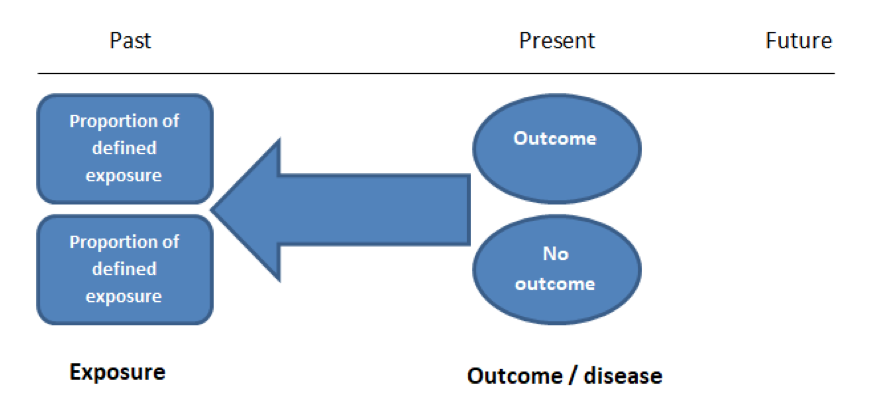 Past Present Future
Proportion of
defined
exposure
Outcome
Proportion of
defined
exposure
No
outcome
Exposure
Outcome / disease